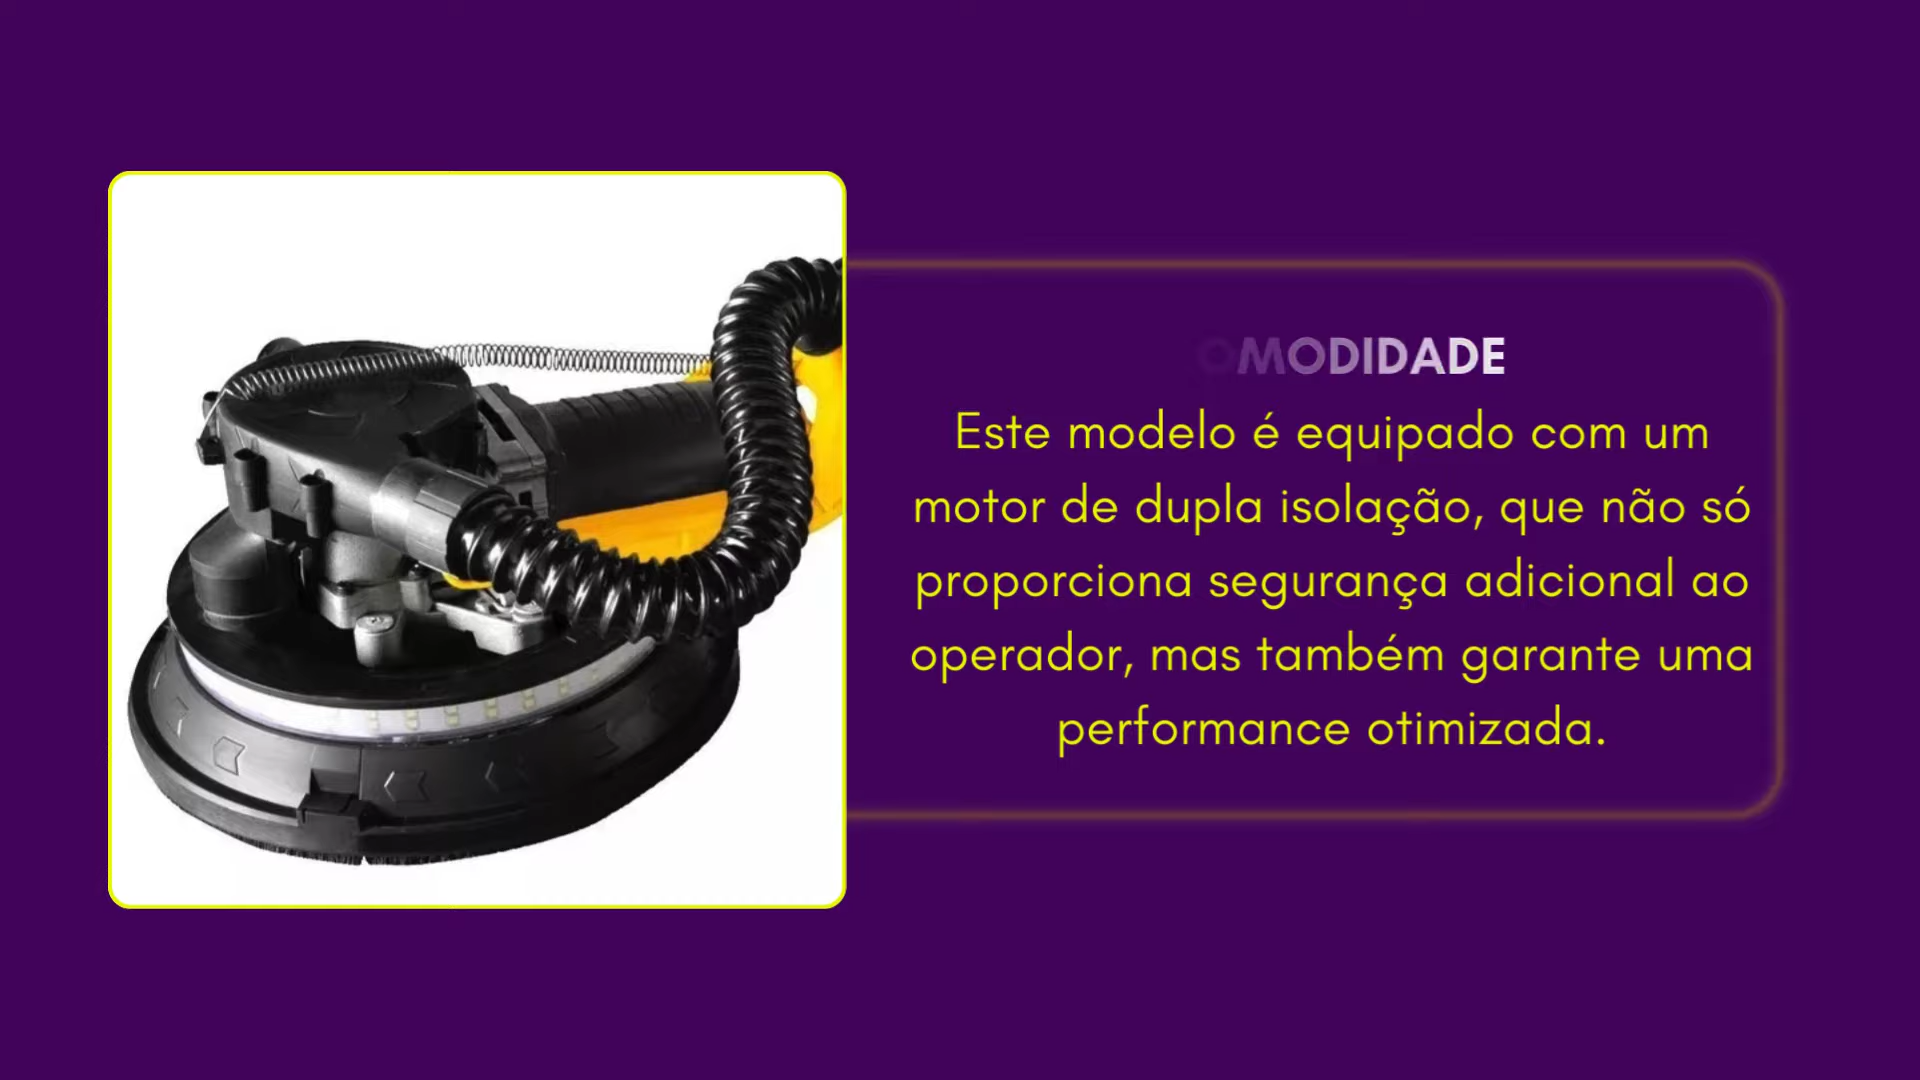 OMODIDADE
Este modelo é equipado com um
motor de dupla isolação, que não só
proporciona segurança adicional ao
operador, mas também garante uma
performance otimizada.